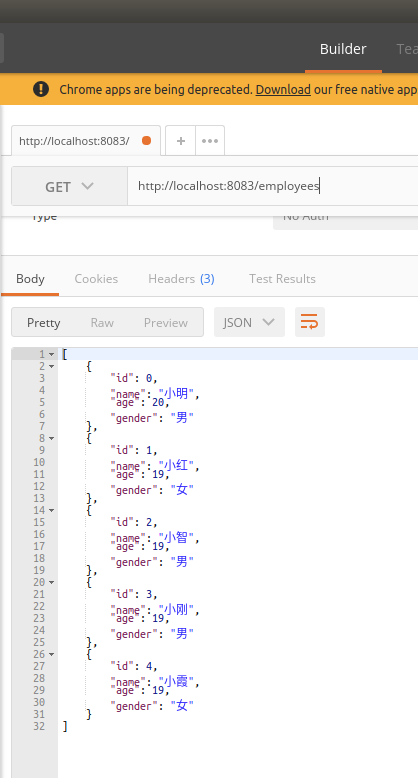 Builder Tea
Chrome apps are being deprecated. Download our free native app
http://localhost:8083/
GET http://localhost:8083/employees
Type No Auth
Body Cookies Headers (3) Test Results
Pretty Raw Preview JSON
1 [
2 {
3 "id": 0,
4 "name": "小明",
5 "age": 20,
6 "gender": "男"
7 },
8 {
9 "id": 1,
10 "name": "小红",
11 "age": 19,
12 "gender": "女"
13 },
14 {
15 "id": 2,
16 "name": "小智",
17 "age": 19,
18 "gender": "男"
19 },
20 {
21 "id": 3,
22 "name": "小刚",
23 "age": 19,
24 "gender": "男"
25 },
26 {
27 "id": 4,
28 "name": "小霞",
29 "age": 19,
30 "gender": "女"
31 }
32 ]